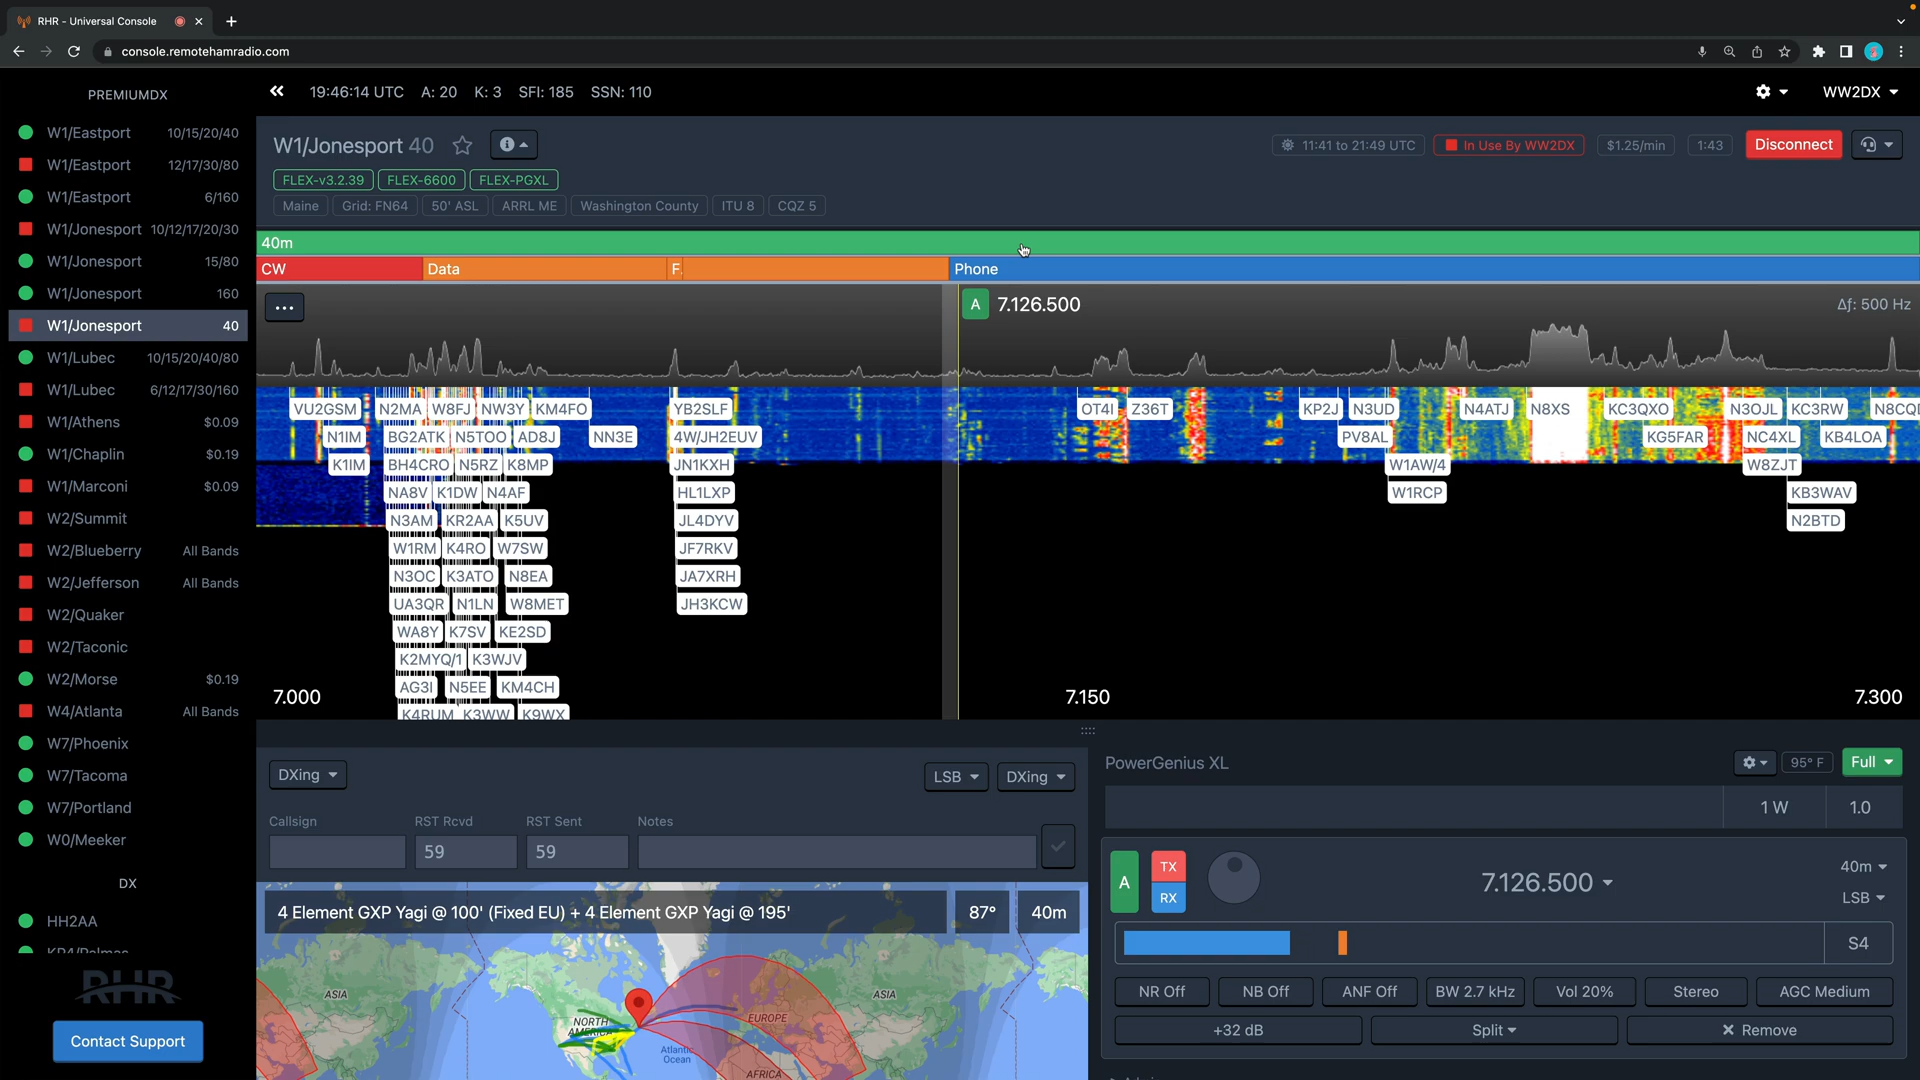 RHR - Universal Console
console.remotehamradio.com
PREMIUMDX
W1/Eastport 10/15/20/40
W1/Eastport 12/17/30/80
W1/Eastport 6/160
W1/Jonesport 10/12/17/20/30
W1/Jonesport 15/80
W1/Jonesport 160
W1/Jonesport 40
W1/Lubec 10/15/20/40/80
W1/Lubec 6/12/17/30/160
W1/Athens $0.09
W1/Chaplin $0.19
W1/Marconi $0.09
W2/Summit
W2/Blueberry All Bands
W2/Jefferson All Bands
W2/Quaker
W2/Taconic
W2/Morse $0.19
W4/Atlanta All Bands
W7/Phoenix
W7/Tacoma
W7/Portland
W0/Meeker
DX
HH2AA
RHR
Contact Support
19:46:14 UTC A: 20 K: 3 SFI: 185 SSN: 110
WW2DX
W1/Jonesport 40
11:41 to 21:49 UTC
In Use By WW2DX
$1.25/min
1:43
Disconnect
FLEX-v3.2.39 FLEX-6600 FLEX-PGXL
Maine Grid: FN64 50' ASL ARRL ME Washington County ITU 8 CQZ 5
40m
CW Data F. Phone
... A 7.126.500 Δƒ: 500 Hz
VU2GSM N2MA W8FJ NW3Y KM4FO YB2SLF OT4I Z36T KP2J N3UD N4ATJ N8XS KC3QXO N3OJL KC3RW
N1IM BG2ATK N5TOO AD8J NN3E 4W/JH2EUV PV8AL KG5FAR NC4XL KB4LOA
K1IM BH4CRO N5RZ K8MP JN1KXH W1AW/4 W8ZJT
NA8V K1DW N4AF HL1LXP W1RCP KB3WAV
N3AM KR2AA K5UV JL4DYV N2BTD
W1RM K4RO W7SW JF7RKV
N3OC K3ATO N8EA JA7XRH
UA3QR N1LN W8MET JH3KCW
WA8Y K7SV KE2SD
K2MYQ/1 K3WJV
AG3I N5EE KM4CH
K4RUM K3WW K9WX
7.000 7.150 7.300
DXing LSB DXing
Callsign RST Rcvd RST Sent Notes
59 59
4 Element GXP Yagi @ 100' (Fixed EU) + 4 Element GXP Yagi @ 195' 87° 40m
ASIA NORTH AMERICA EUROPE ASIA
Atlantic Ocean
AFRICA
PowerGenius XL 95° F Full
1 W 1.0
A TX RX 7.126.500 40m LSB
S4
NR Off NB Off ANF Off BW 2.7 kHz Vol 20% Stereo AGC Medium
+32 dB Split Remove